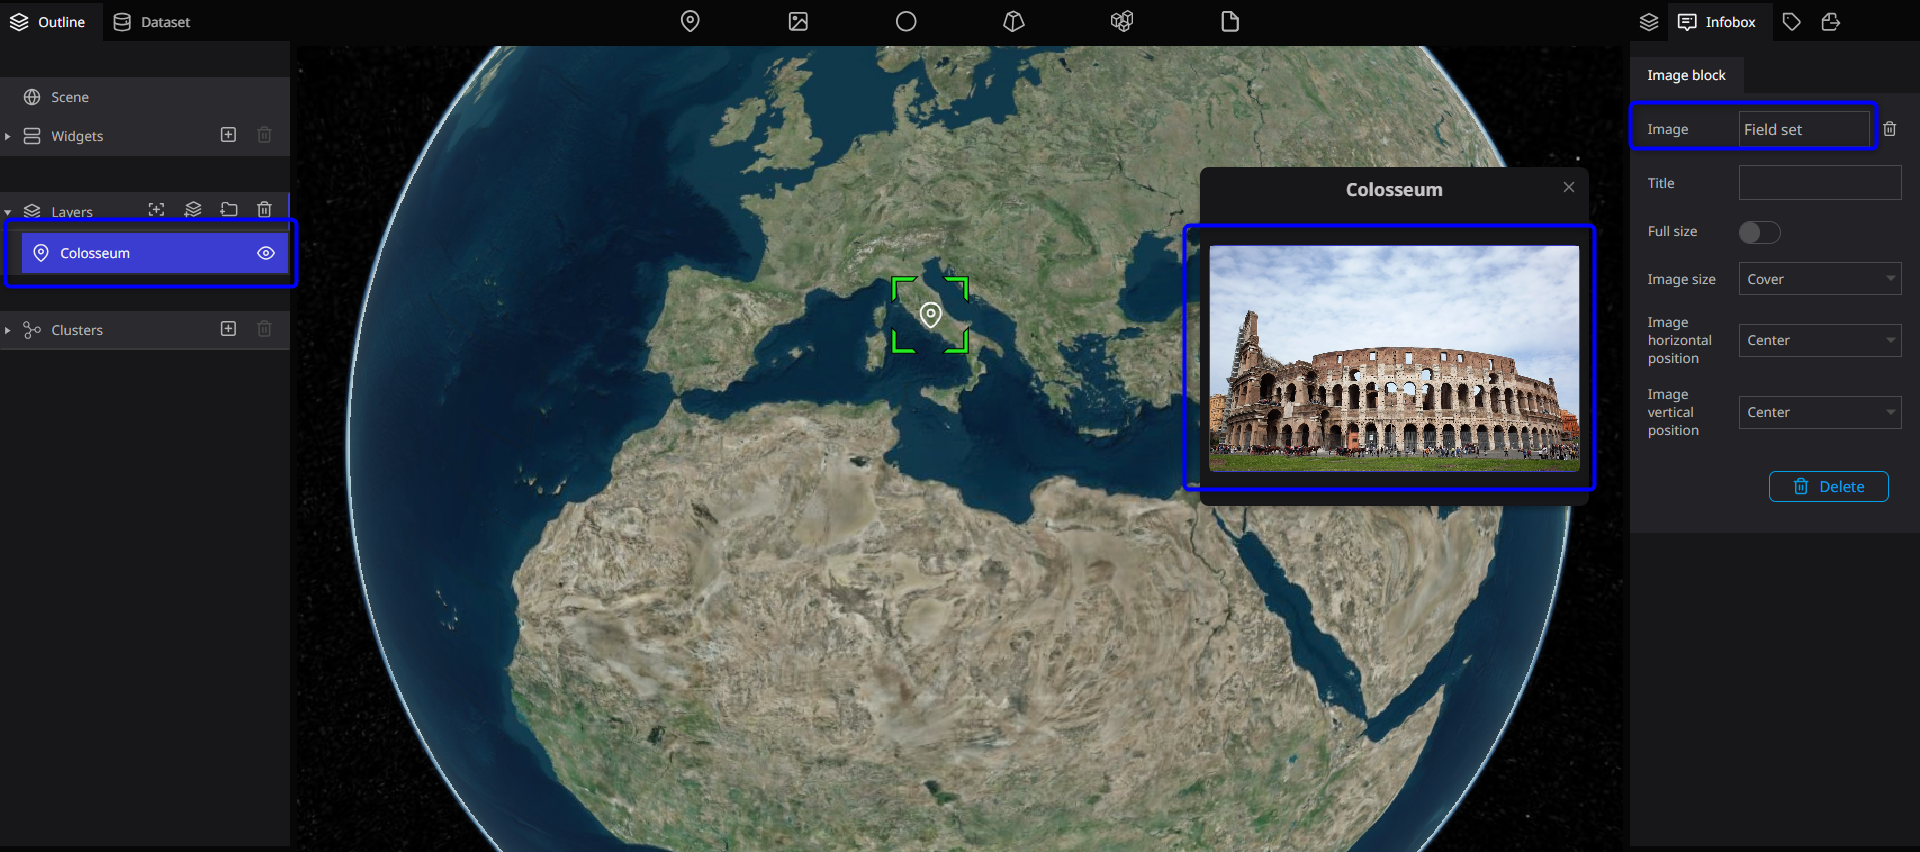 Outline
Dataset
Infobox
Scene
Widgets
Layers
Colosseum
Clusters
Colosseum
Image block
Image
Field set
Title
Full size
Image size
Cover
Image
horizontal
position
Center
Image
vertical
position
Center
Delete